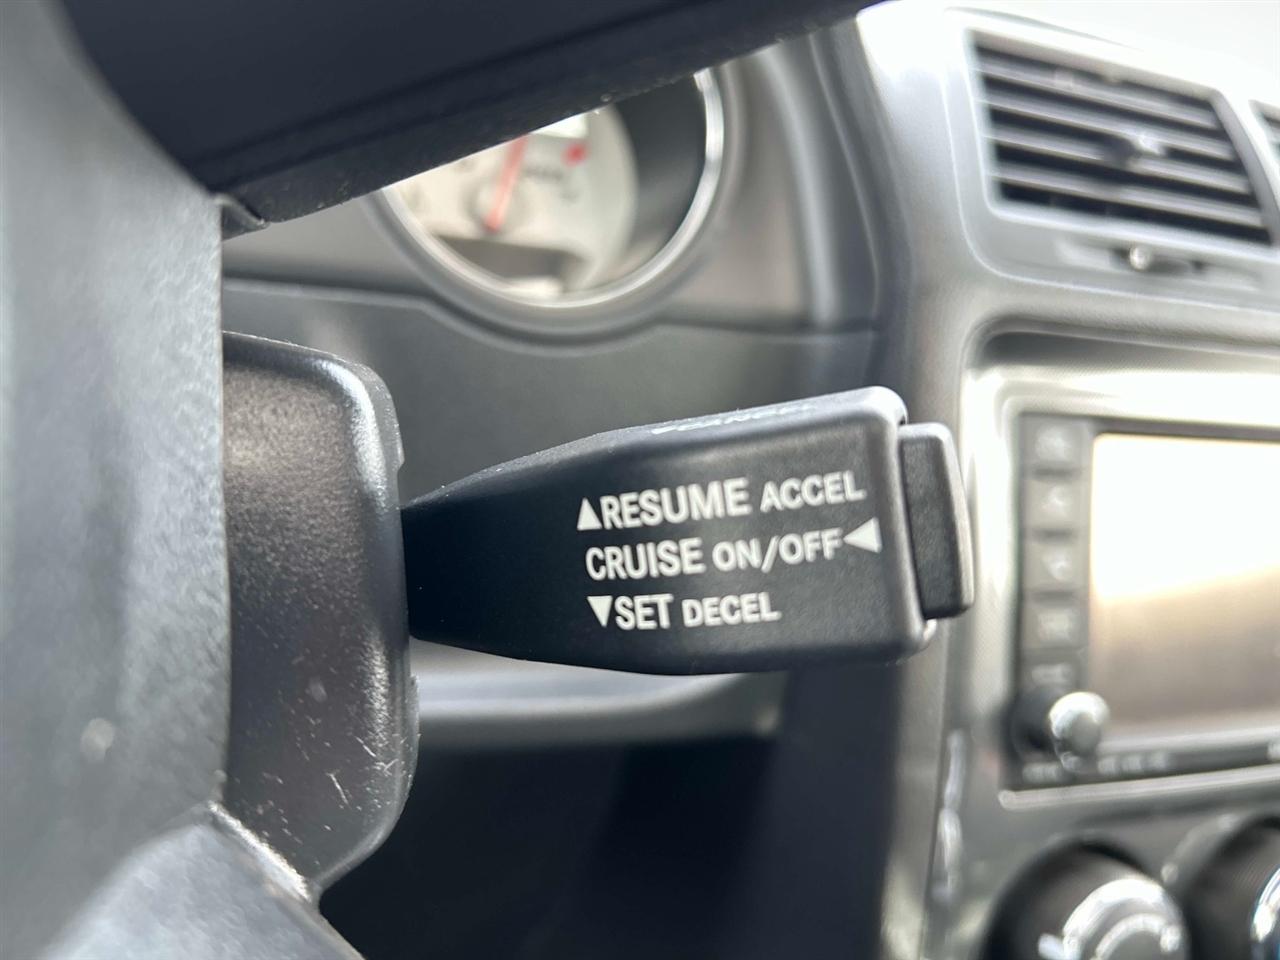 ▲RESUME ACCEL
CRUISE ON/OFF◀
▼SET DECEL